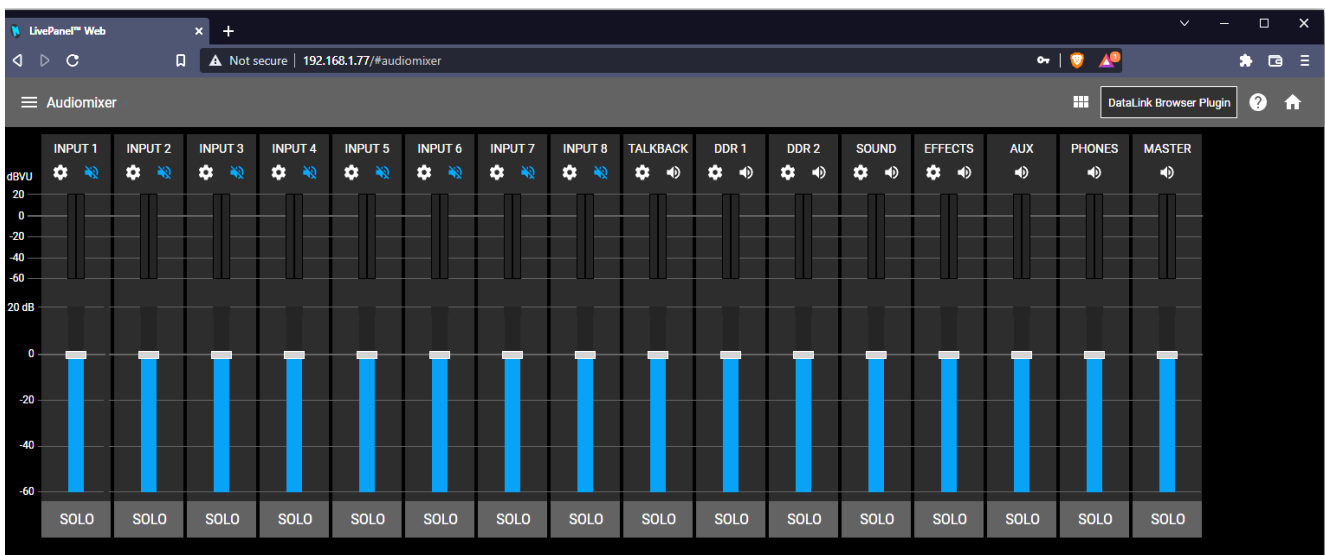 LivePanel™ Web
Not secure | 192.168.1.77/#audiomixer
1
Audiomixer
DataLink Browser Plugin
?
INPUT 1 INPUT 2 INPUT 3 INPUT 4 INPUT 5 INPUT 6 INPUT 7 INPUT 8 TALKBACK DDR 1 DDR 2 SOUND EFFECTS AUX PHONES MASTER
dBVU
20
0
-20
-40
-60
20 dB
0
-20
-40
-60
SOLO SOLO SOLO SOLO SOLO SOLO SOLO SOLO SOLO SOLO SOLO SOLO SOLO SOLO SOLO SOLO